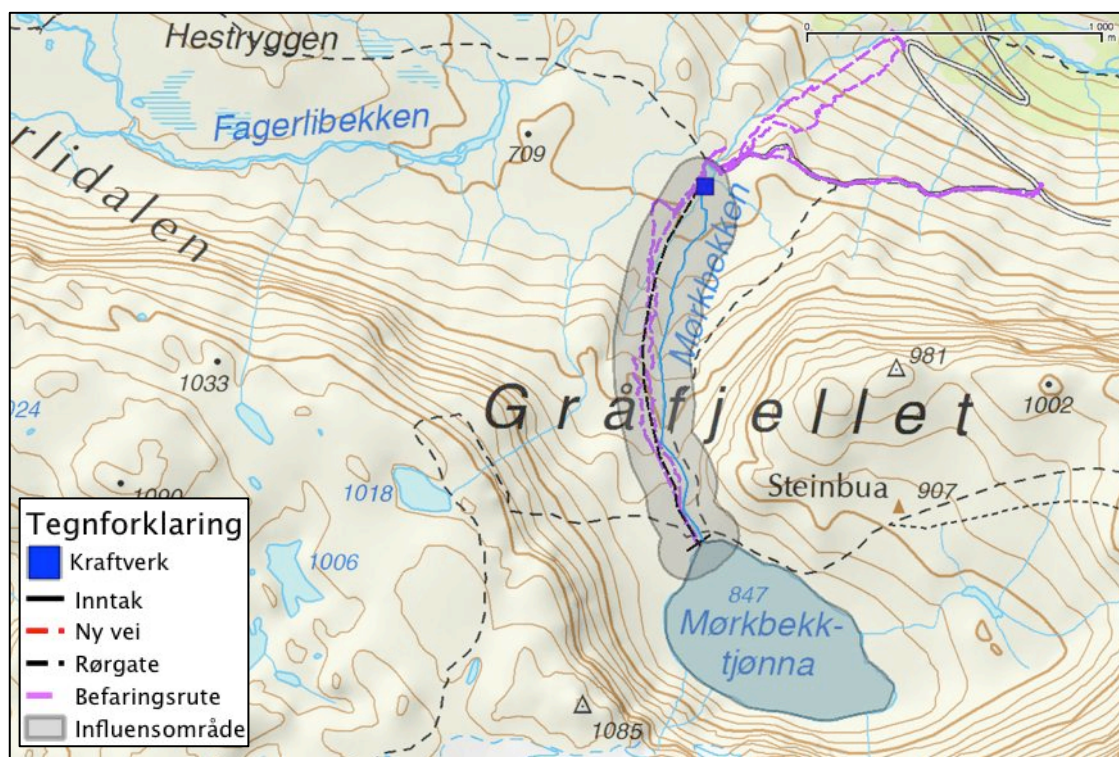 Hestryggen
0
1 000
m
Fagerlibekken
709
rlidalen
Mørkbekken
1033
981
1002
Gråfjellet
Steinbua
907
1018
1006
847
Mørkbekk-
tjønna
1085
Tegnforklaring
Kraftverk
Inntak
Ny vei
Rørgate
Befaringsrute
Influensområde